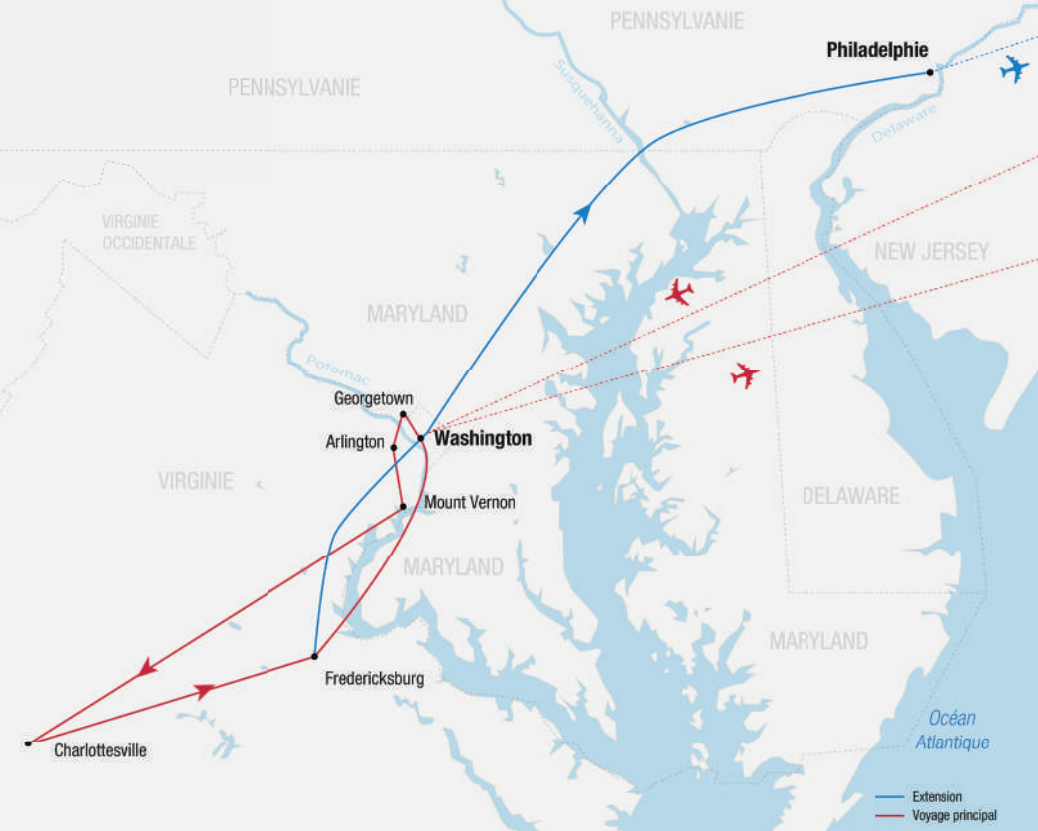 PENNSYLVANIE
Philadelphie
Susquehanna
PENNSYLVANIE
Delaware
VIRGINIE
OCCIDENTALE
NEW JERSEY
MARYLAND
Potomac
Georgetown
Washington
Arlington
VIRGINIE
Mount Vernon
DELAWARE
MARYLAND
MARYLAND
Fredericksburg
Océan
Atlantique
Charlottesville
Extension
Voyage principal